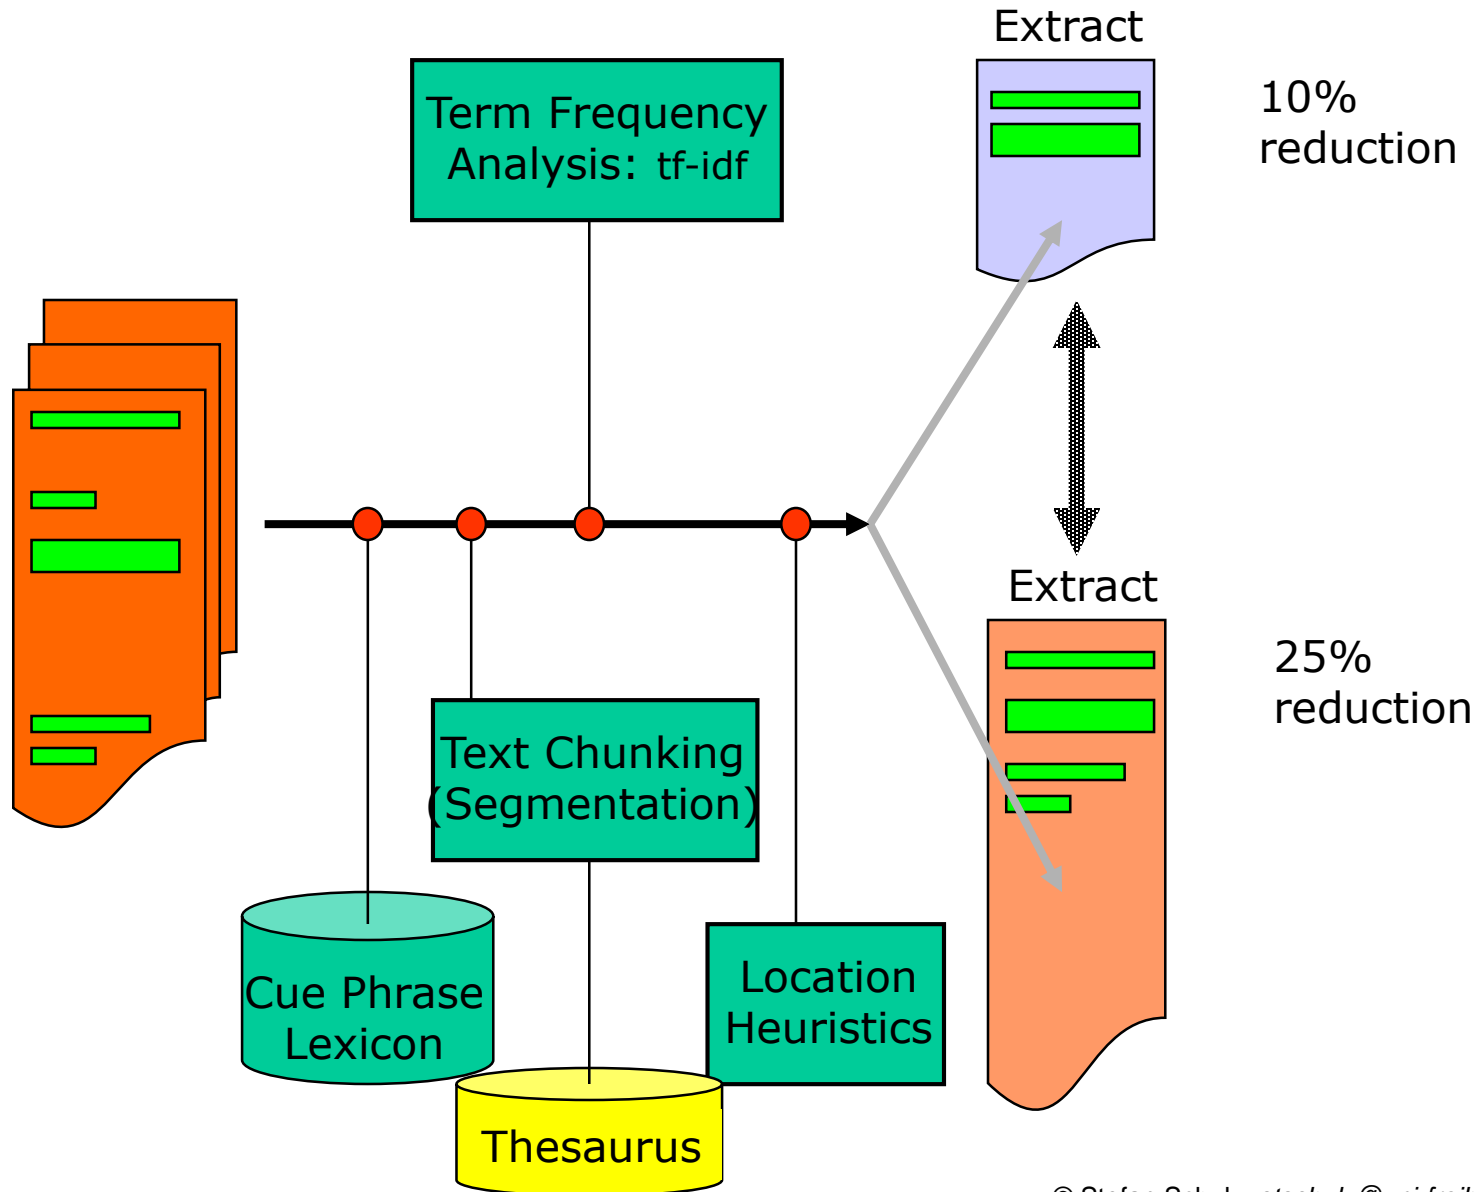 Extract
10%
reduction
Term Frequency
Analysis: tf-idf
Extract
25%
reduction
Text Chunking
(Segmentation)
Cue Phrase
Lexicon
Location
Heuristics
Thesaurus